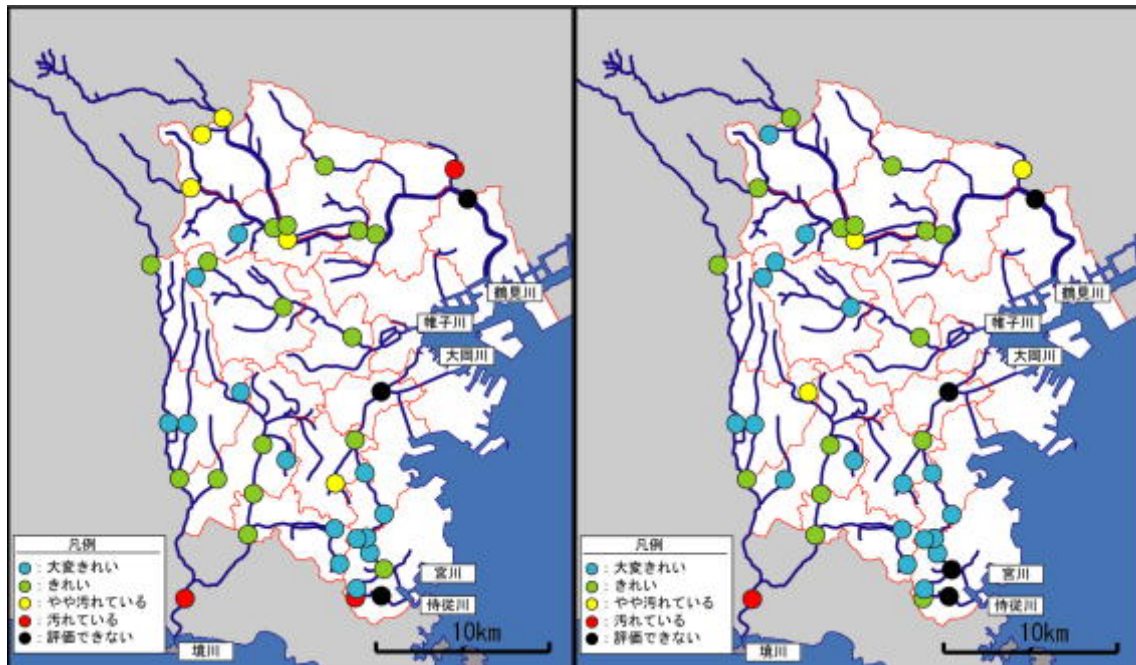 鶴見川
帷子川
大岡川
凡例
：大変きれい
：きれい
：やや汚れている
：汚れている
：評価できない
宮川
侍従川
10km
境川
鶴見川
帷子川
大岡川
凡例
：大変きれい
：きれい
：やや汚れている
：汚れている
：評価できない
宮川
侍従川
10km
境川